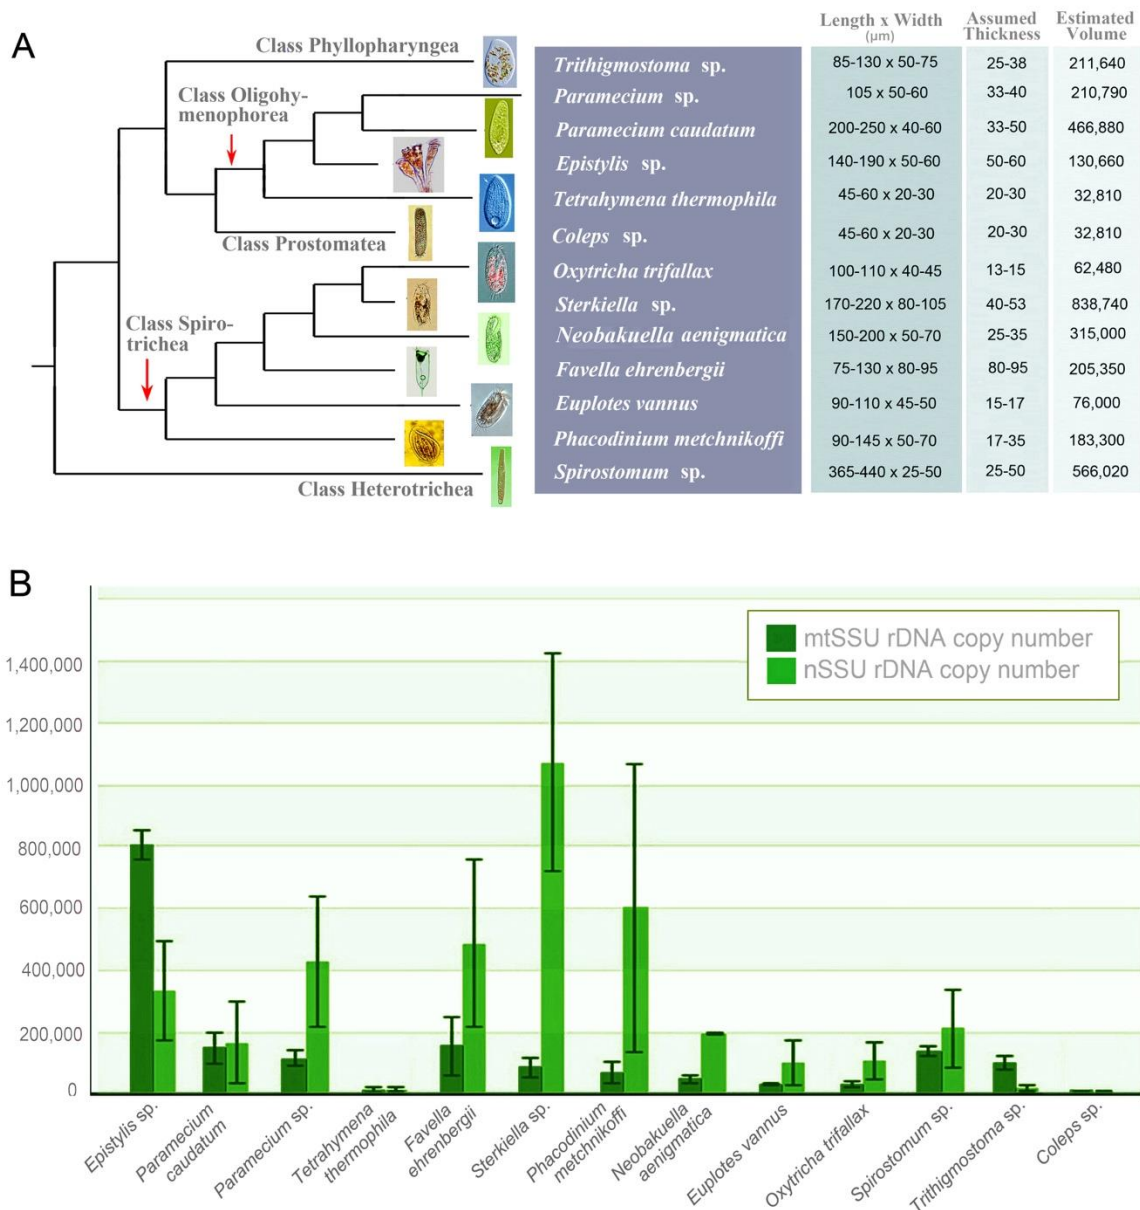 A
Length x Width
(μm)
Assumed
Thickness
Estimated
Volume
Class Phyllopharyngea
Class Oligohy-
menophorea
Class Prostomatea
Class Spiro-
trichea
Class Heterotrichea
Trithigmostoma sp. 85-130 x 50-75 25-38 211,640
Paramecium sp. 105 x 50-60 33-40 210,790
Paramecium caudatum 200-250 x 40-60 33-50 466,880
Epistylis sp. 140-190 x 50-60 50-60 130,660
Tetrahymena thermophila 45-60 x 20-30 20-30 32,810
Coleps sp. 45-60 x 20-30 20-30 32,810
Oxytricha trifallax 100-110 x 40-45 13-15 62,480
Sterkiella sp. 170-220 x 80-105 40-53 838,740
Neobakuella aenigmatica 150-200 x 50-70 25-35 315,000
Favella ehrenbergii 75-130 x 80-95 80-95 205,350
Euplotes vannus 90-110 x 45-50 15-17 76,000
Phacodinium metchnikoffi 90-145 x 50-70 17-35 183,300
Spirostomum sp. 365-440 x 25-50 25-50 566,020
B
mtSSU rDNA copy number
nSSU rDNA copy number
1,400,000
1,200,000
1,000,000
800,000
600,000
400,000
200,000
0
Epistylis sp.
Paramecium
caudatum
Paramecium sp.
Tetrahymena
thermophila
Favella
ehrenbergii
Sterkiella sp.
Phacodinium
metchnikoffi
Neobakuella
aenigmatica
Euplotes vannus
Oxytricha trifallax
Spirostomum sp.
Trithigmostoma sp.
Coleps sp.